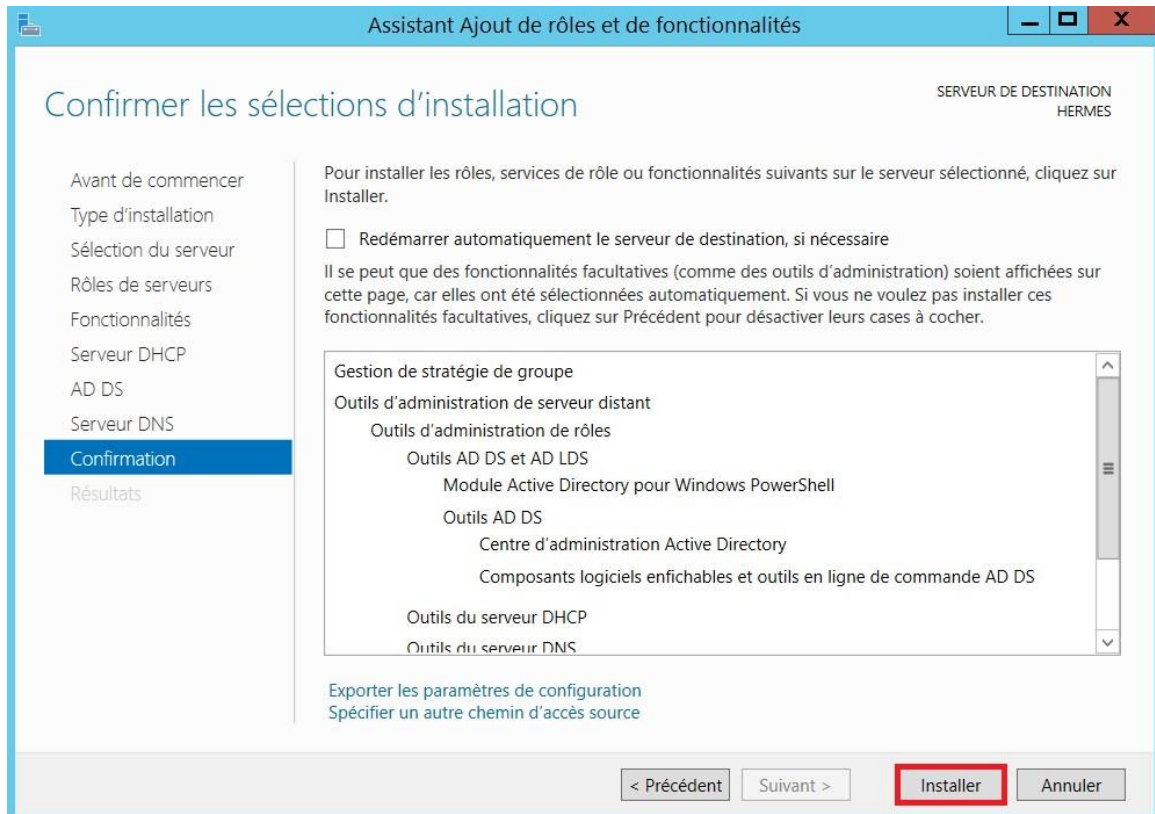 Assistant Ajout de rôles et de fonctionnalités
Confirmer les sélections d'installation
SERVEUR DE DESTINATION
HERMES
Avant de commencer
Type d'installation
Sélection du serveur
Rôles de serveurs
Fonctionnalités
Serveur DHCP
AD DS
Serveur DNS
Confirmation
Résultats
Pour installer les rôles, services de rôle ou fonctionnalités suivants sur le serveur sélectionné, cliquez sur
Installer.
Redémarrer automatiquement le serveur de destination, si nécessaire
Il se peut que des fonctionnalités facultatives (comme des outils d'administration) soient affichées sur
cette page, car elles ont été sélectionnées automatiquement. Si vous ne voulez pas installer ces
fonctionnalités facultatives, cliquez sur Précédent pour désactiver leurs cases à cocher.
Gestion de stratégie de groupe
Outils d'administration de serveur distant
Outils d'administration de rôles
Outils AD DS et AD LDS
Module Active Directory pour Windows PowerShell
Outils AD DS
Centre d'administration Active Directory
Composants logiciels enfichables et outils en ligne de commande AD DS
Outils du serveur DHCP
Outils du serveur DNS
Exporter les paramètres de configuration
Spécifier un autre chemin d'accès source
< Précédent
Suivant >
Installer
Annuler